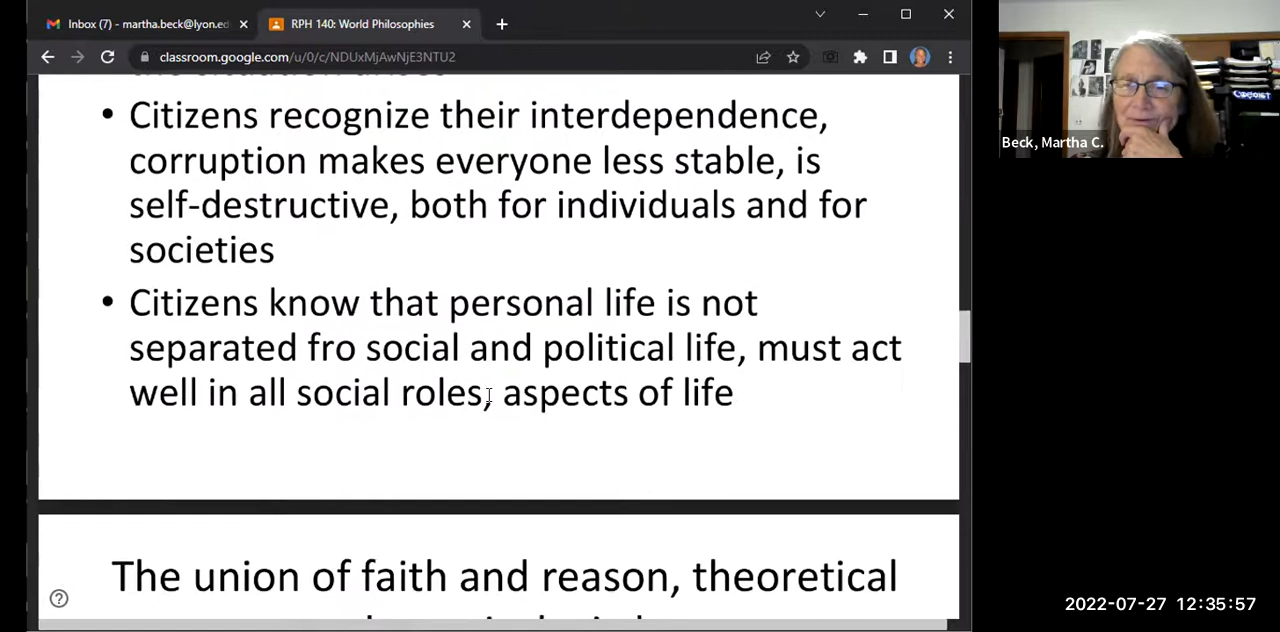 Inbox (7) - martha.beck@lyon.ed
RPH 140: World Philosophies
classroom.google.com/u/0/c/NDUxMjAwNjE3NTU2
the situation arises
• Citizens recognize their interdependence,
corruption makes everyone less stable, is
self-destructive, both for individuals and for
societies
• Citizens know that personal life is not
separated fro social and political life, must act
well in all social roles, aspects of life
The union of faith and reason, theoretical
Beck, Martha C.
2022-07-27 12:35:57